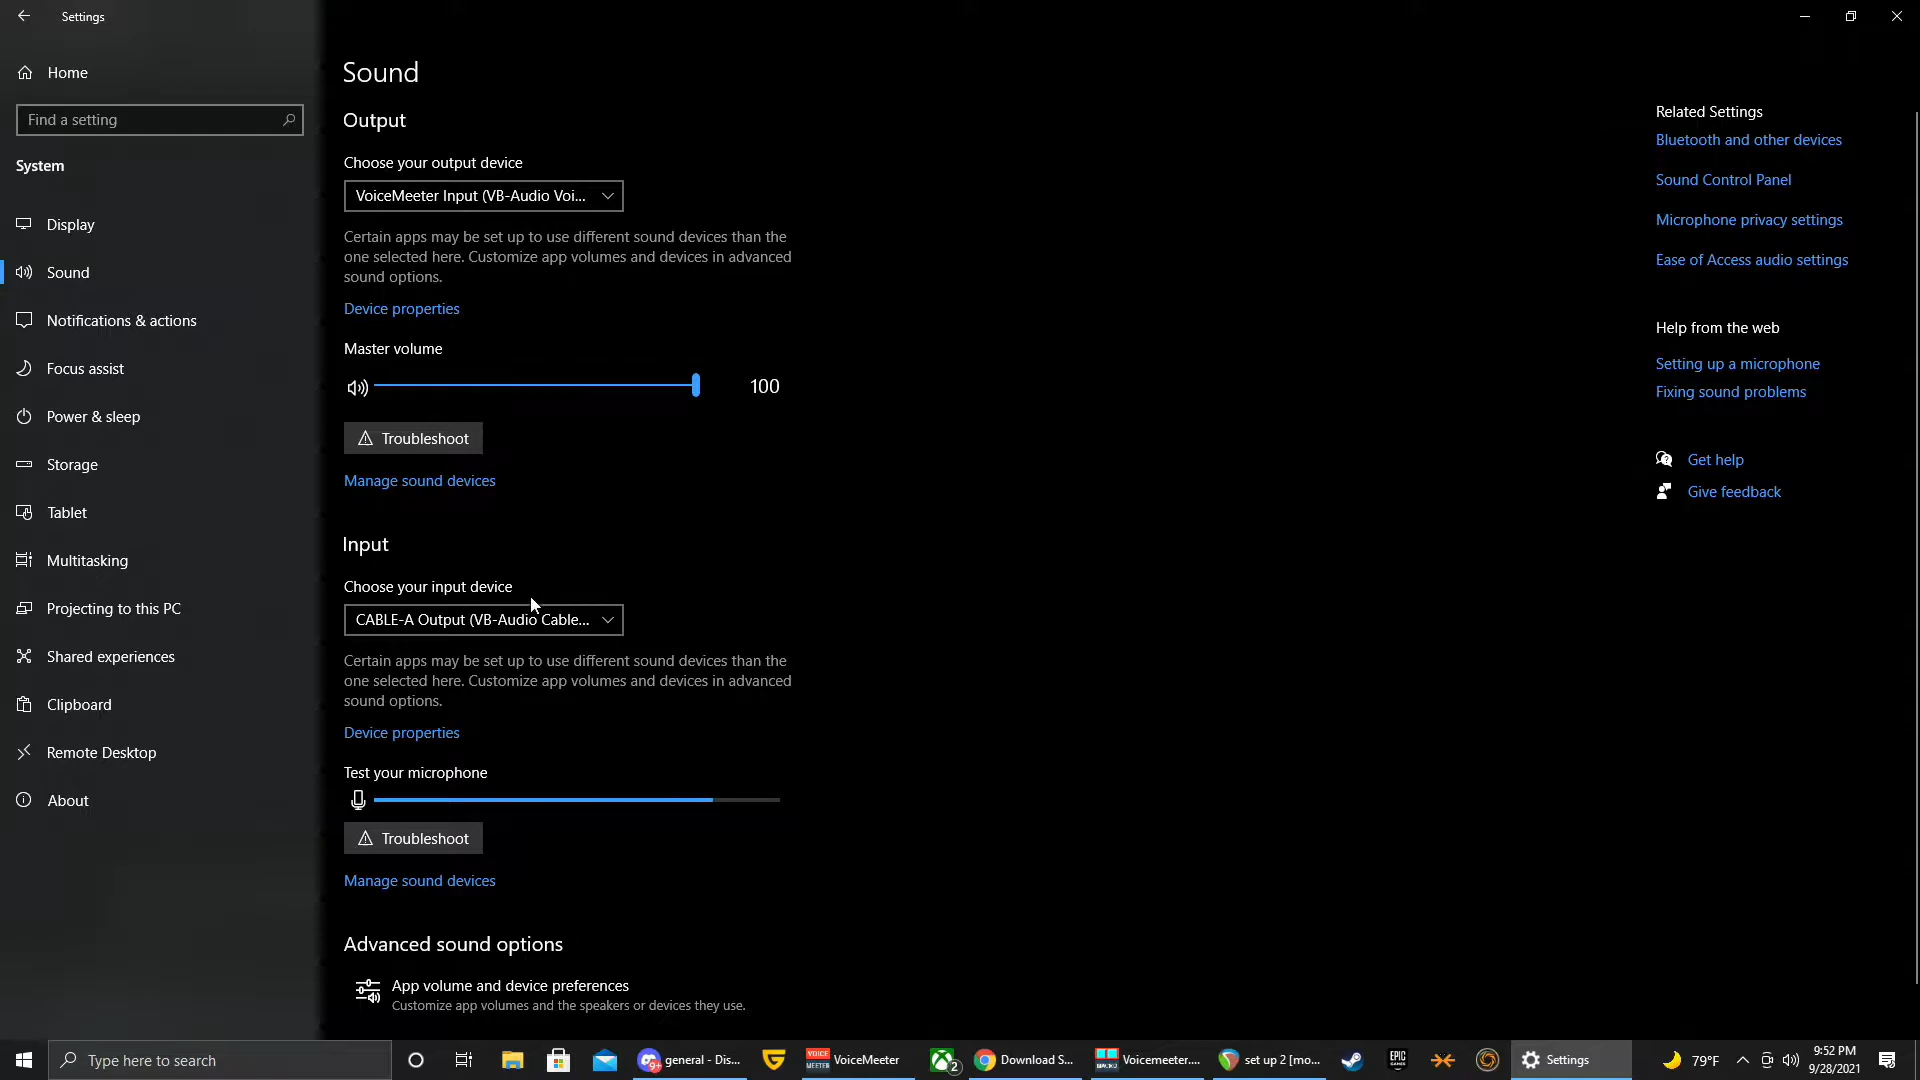 Settings
Home
Find a setting
System
Display
Sound
Notifications & actions
Focus assist
Power & sleep
Storage
Tablet
Multitasking
Projecting to this PC
Shared experiences
Clipboard
Remote Desktop
About
Sound
Output
Choose your output device
VoiceMeeter Input (VB-Audio Voi...
Certain apps may be set up to use different sound devices than the
one selected here. Customize app volumes and devices in advanced
sound options.
Device properties
Master volume
100
Troubleshoot
Manage sound devices
Input
Choose your input device
CABLE-A Output (VB-Audio Cable...
Certain apps may be set up to use different sound devices than the
one selected here. Customize app volumes and devices in advanced
sound options.
Device properties
Test your microphone
Troubleshoot
Manage sound devices
Advanced sound options
App volume and device preferences
Customize app volumes and the speakers or devices they use.
Related Settings
Bluetooth and other devices
Sound Control Panel
Microphone privacy settings
Ease of Access audio settings
Help from the web
Setting up a microphone
Fixing sound problems
Get help
Give feedback
Type here to search
general - Dis...
VOICE
MEETER
VoiceMeeter
2
Download S...
Voicemeeter....
set up 2 [mo...
EPIC
GAMES
Settings
79°F
9:52 PM
9/28/2021